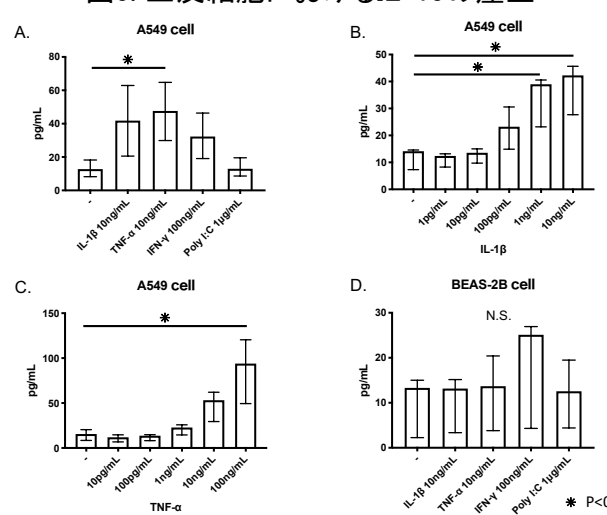 A.
A549 cell
80
60
40
20
0
pg/mL
*
-
IL-1β 10ng/mL
TNF-α 10ng/mL
IFN-γ 100ng/mL
Poly I:C 1μg/mL
B.
A549 cell
50
40
30
20
10
0
pg/mL
*
*
-
1pg/mL
10pg/mL
100pg/mL
1ng/mL
10ng/mL
IL-1β
C.
A549 cell
150
100
50
0
pg/mL
*
-
10pg/mL
100pg/mL
1ng/mL
10ng/mL
100ng/mL
TNF-α
D.
BEAS-2B cell
N.S.
30
20
10
0
pg/mL
-
IL-1β 10ng/mL
TNF-α 10ng/mL
IFN-γ 100ng/mL
Poly I:C 1μg/mL
* P<0